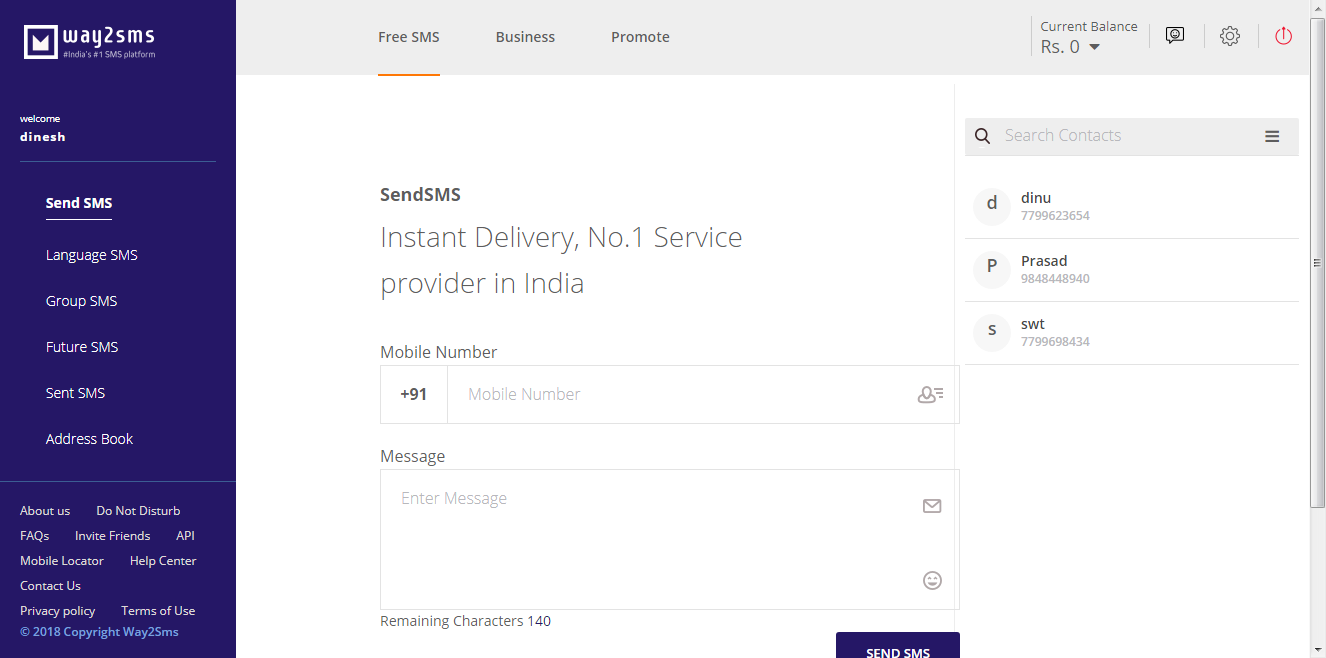 way2sms
#India's #1 SMS platform
welcome
dinesh
Send SMS
Language SMS
Group SMS
Future SMS
Sent SMS
Address Book
About us Do Not Disturb
FAQs Invite Friends API
Mobile Locator Help Center
Contact Us
Privacy policy Terms of Use
© 2018 Copyright Way2Sms
Free SMS Business Promote
Current Balance
Rs. 0
SendSMS
Instant Delivery, No.1 Service
provider in India
Mobile Number
+91 Mobile Number
Message
Enter Message
Remaining Characters 140
SEND SMS
Search Contacts
d dinu
7799623654
P Prasad
9848448940
s swt
7799698434